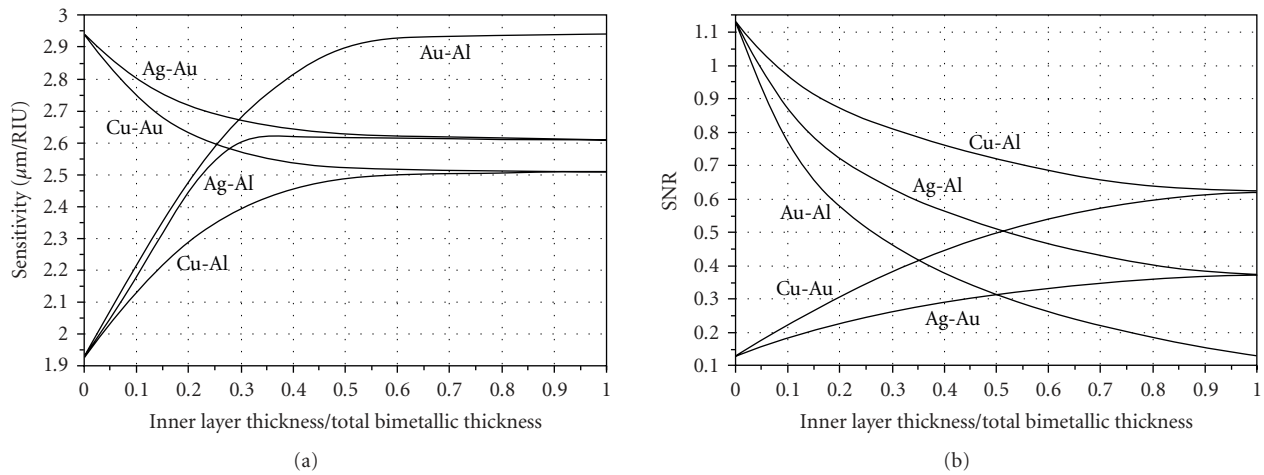 3
2.9
2.8
2.7
2.6
2.5
2.4
2.3
2.2
2.1
2
1.9
Sensitivity (μm/RIU)
Au-Al
Ag-Au
Cu-Au
Ag-Al
Cu-Al
0 0.1 0.2 0.3 0.4 0.5 0.6 0.7 0.8 0.9 1
Inner layer thickness/total bimetallic thickness
(a)
1.1
1
0.9
0.8
0.7
0.6
0.5
0.4
0.3
0.2
0.1
SNR
Cu-Al
Ag-Al
Au-Al
Cu-Au
Ag-Au
0 0.1 0.2 0.3 0.4 0.5 0.6 0.7 0.8 0.9 1
Inner layer thickness/total bimetallic thickness
(b)